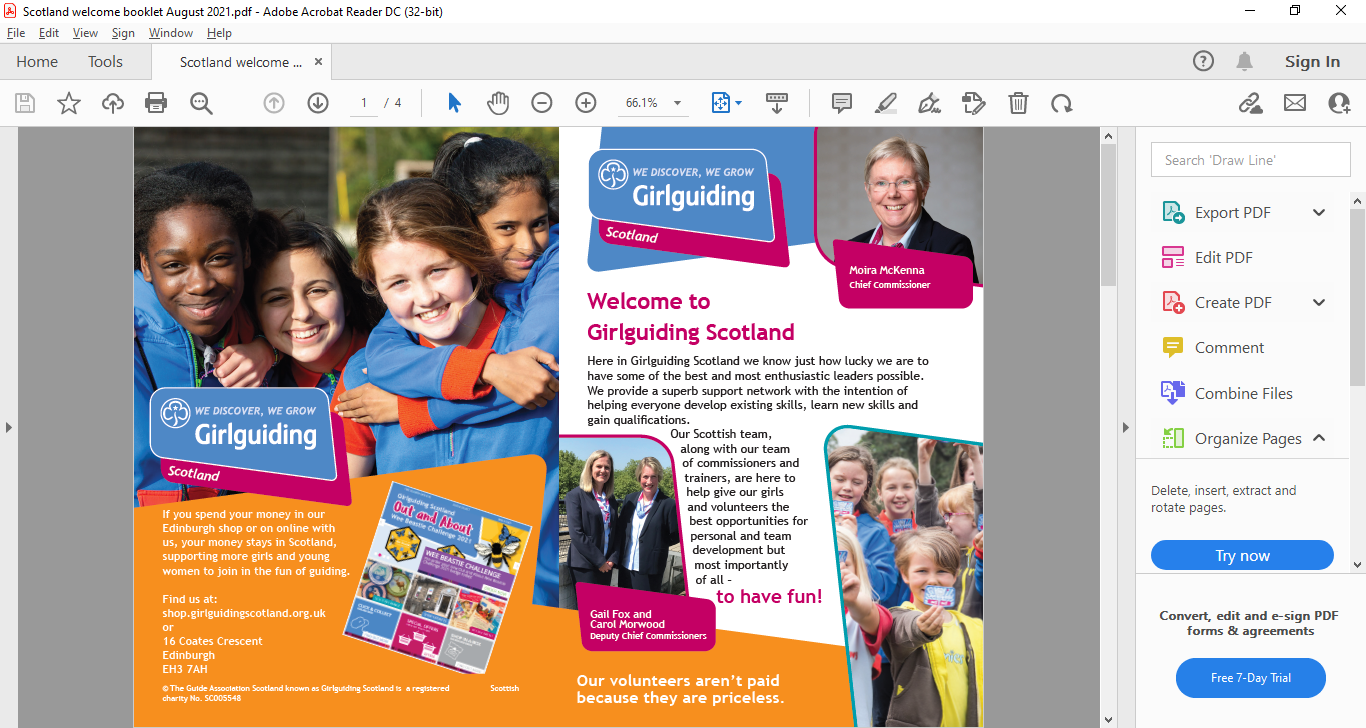 Scotland welcome booklet August 2021.pdf - Adobe Acrobat Reader DC (32-bit)
File Edit View Sign Window Help
Home Tools Scotland welcome ... × Sign In
1 / 4 66.1%
WE DISCOVER, WE GROW
Girlguiding
Scotland
If you spend your money in our
Edinburgh shop or on online with
us, your money stays in Scotland,
supporting more girls and young
women to join in the fun of guiding.
Find us at:
shop.girlguidingscotland.org.uk
or
16 Coates Crescent
Edinburgh
EH3 7AH
© The Guide Association Scotland known as Girlguiding Scotland is a registered Scottish
charity No. SC005548
Girlguiding Scotland
Out and About
Wee Beastie Challenge 2021
WEE BEASTIE CHALLENGE
CLICK & COLLECT
SPECIAL OFFERS
WE DISCOVER, WE GROW
Girlguiding
Scotland
Moira McKenna
Chief Commissioner
Welcome to
Girlguiding Scotland
Here in Girlguiding Scotland we know just how lucky we are to
have some of the best and most enthusiastic leaders possible.
We provide a superb support network with the intention of
helping everyone develop existing skills, learn new skills and
gain qualifications.
Our Scottish team,
along with our team
of commissioners and
trainers, are here to
help give our girls
and volunteers the
best opportunities for
personal and team
development but
most importantly
of all -
to have fun!
Gail Fox and
Carol Morwood
Deputy Chief Commissioners
Our volunteers aren't paid
because they are priceless.
Search 'Draw Line'
Export PDF
Edit PDF
Create PDF
Comment
Combine Files
Organize Pages
Delete, insert, extract and
rotate pages.
Try now
Convert, edit and e-sign PDF
forms & agreements
Free 7-Day Trial